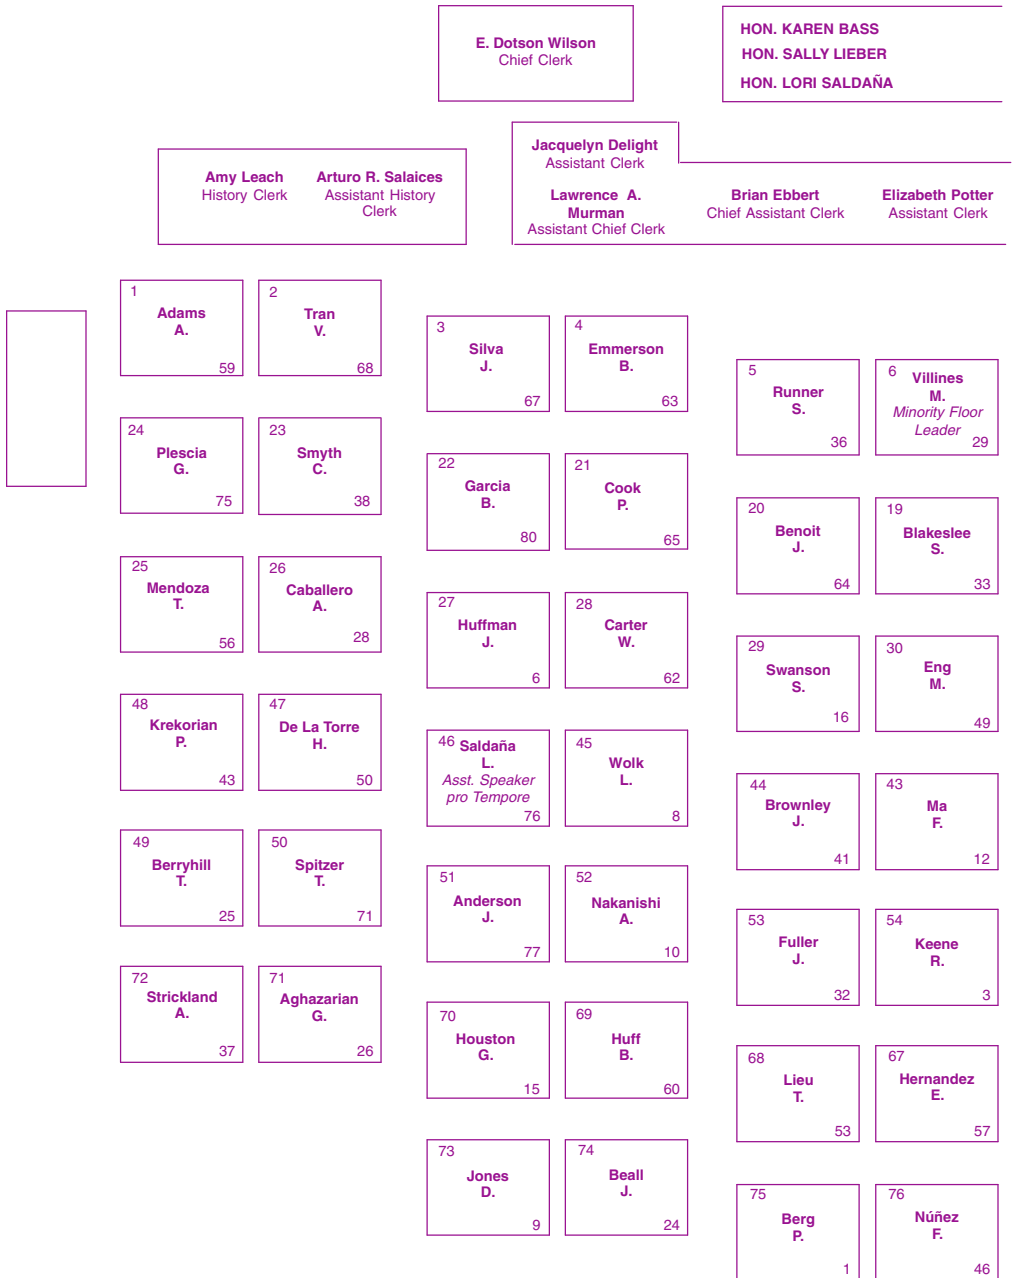 E. Dotson Wilson
Chief Clerk
HON. KAREN BASS
HON. SALLY LIEBER
HON. LORI SALDAÑA
Amy Leach
History Clerk
Arturo R. Salaices
Assistant History
Clerk
Jacquelyn Delight
Assistant Clerk
Lawrence A.
Murman
Assistant Chief Clerk
Brian Ebbert
Chief Assistant Clerk
Elizabeth Potter
Assistant Clerk
1
Adams
A.
59
2
Tran
V.
68
3
Silva
J.
67
4
Emmerson
B.
63
5
Runner
S.
36
6
Villines
M.
Minority Floor
Leader
29
24
Plescia
G.
75
23
Smyth
C.
38
22
Garcia
B.
80
21
Cook
P.
65
20
Benoit
J.
64
19
Blakeslee
S.
33
25
Mendoza
T.
56
26
Caballero
A.
28
27
Huffman
J.
6
28
Carter
W.
62
29
Swanson
S.
16
30
Eng
M.
49
48
Krekorian
P.
43
47
De La Torre
H.
50
46
Saldaña
L.
Asst. Speaker
pro Tempore
76
45
Wolk
L.
8
44
Brownley
J.
41
43
Ma
F.
12
49
Berryhill
T.
25
50
Spitzer
T.
71
51
Anderson
J.
77
52
Nakanishi
A.
10
53
Fuller
J.
32
54
Keene
R.
3
72
Strickland
A.
37
71
Aghazarian
G.
26
70
Houston
G.
15
69
Huff
B.
60
68
Lieu
T.
53
67
Hernandez
E.
57
73
Jones
D.
9
74
Beall
J.
24
75
Berg
P.
1
76
Núñez
F.
46